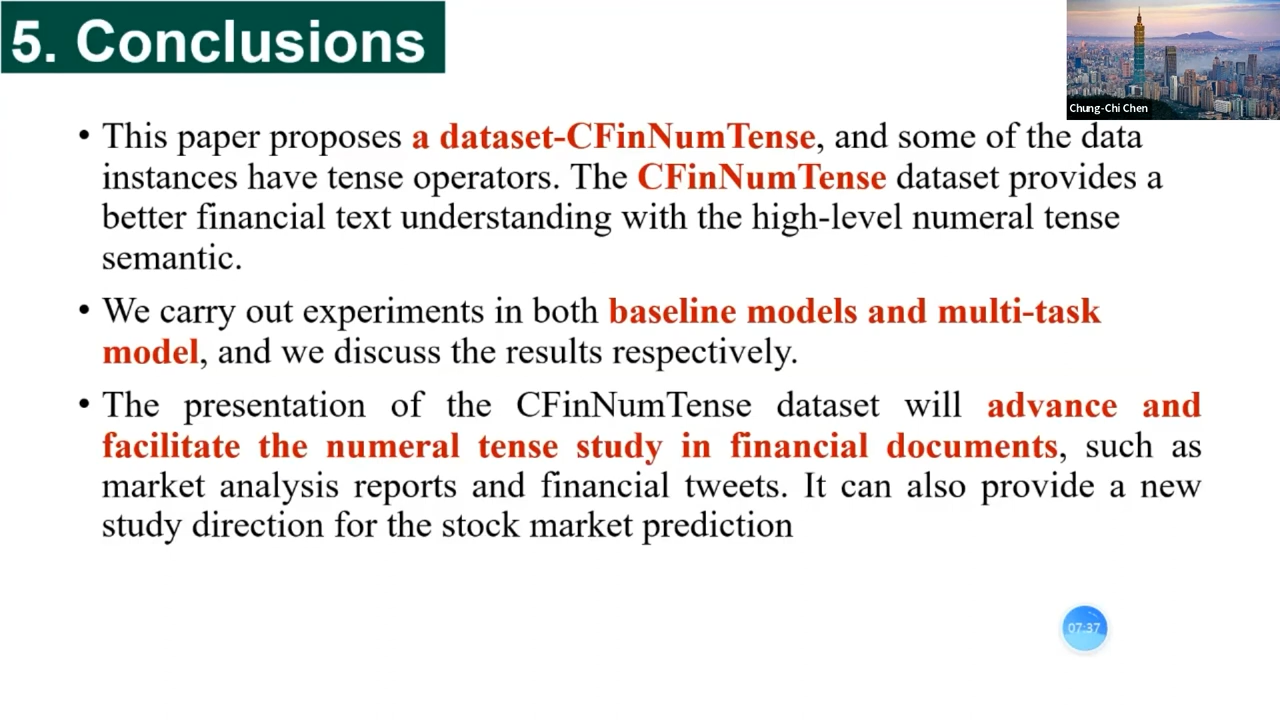 5. Conclusions
Chung-Chi Chen
• This paper proposes a dataset-CFinNumTense, and some of the data
instances have tense operators. The CFinNumTense dataset provides a
better financial text understanding with the high-level numeral tense
semantic.
• We carry out experiments in both baseline models and multi-task
model, and we discuss the results respectively.
• The presentation of the CFinNumTense dataset will advance and
facilitate the numeral tense study in financial documents, such as
market analysis reports and financial tweets. It can also provide a new
study direction for the stock market prediction
07:37